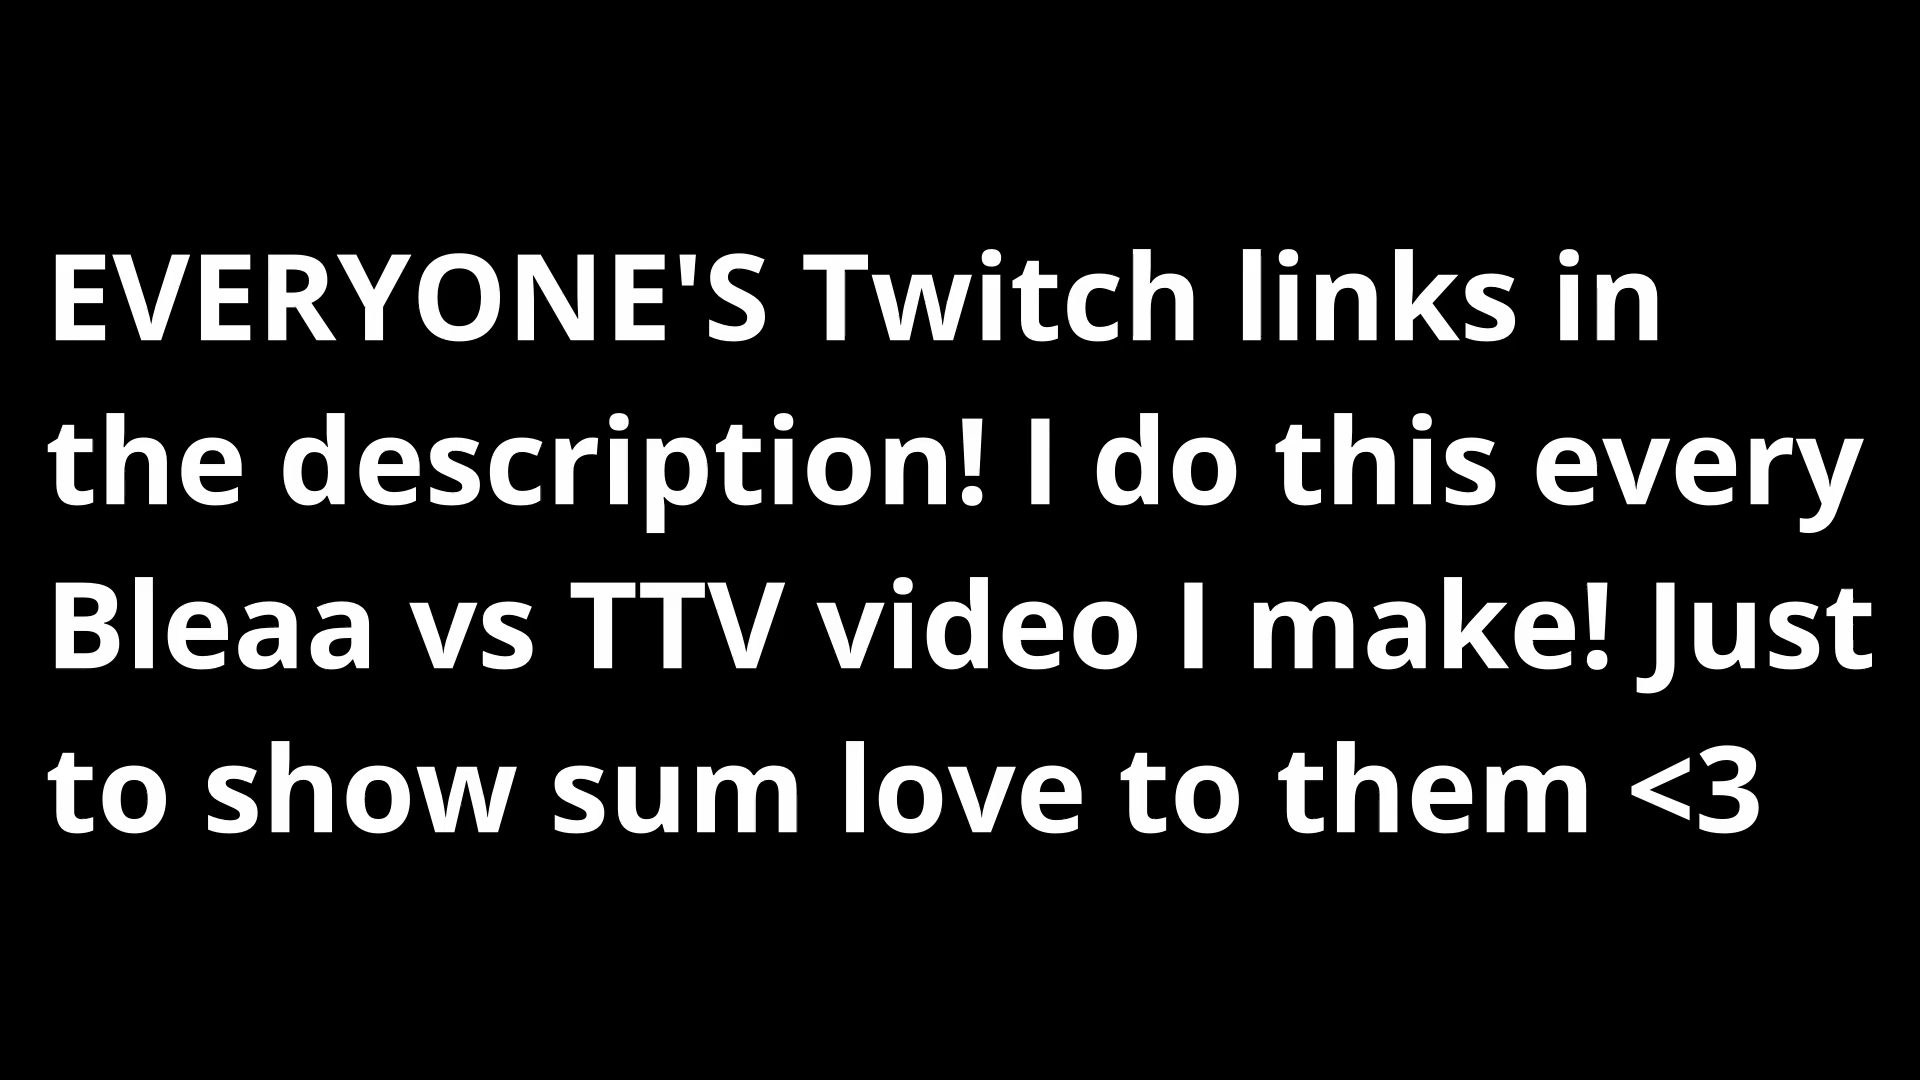 EVERYONE'S Twitch links in
the description! I do this every
Bleaa vs TTV video I make! Just
to show sum love to them <3